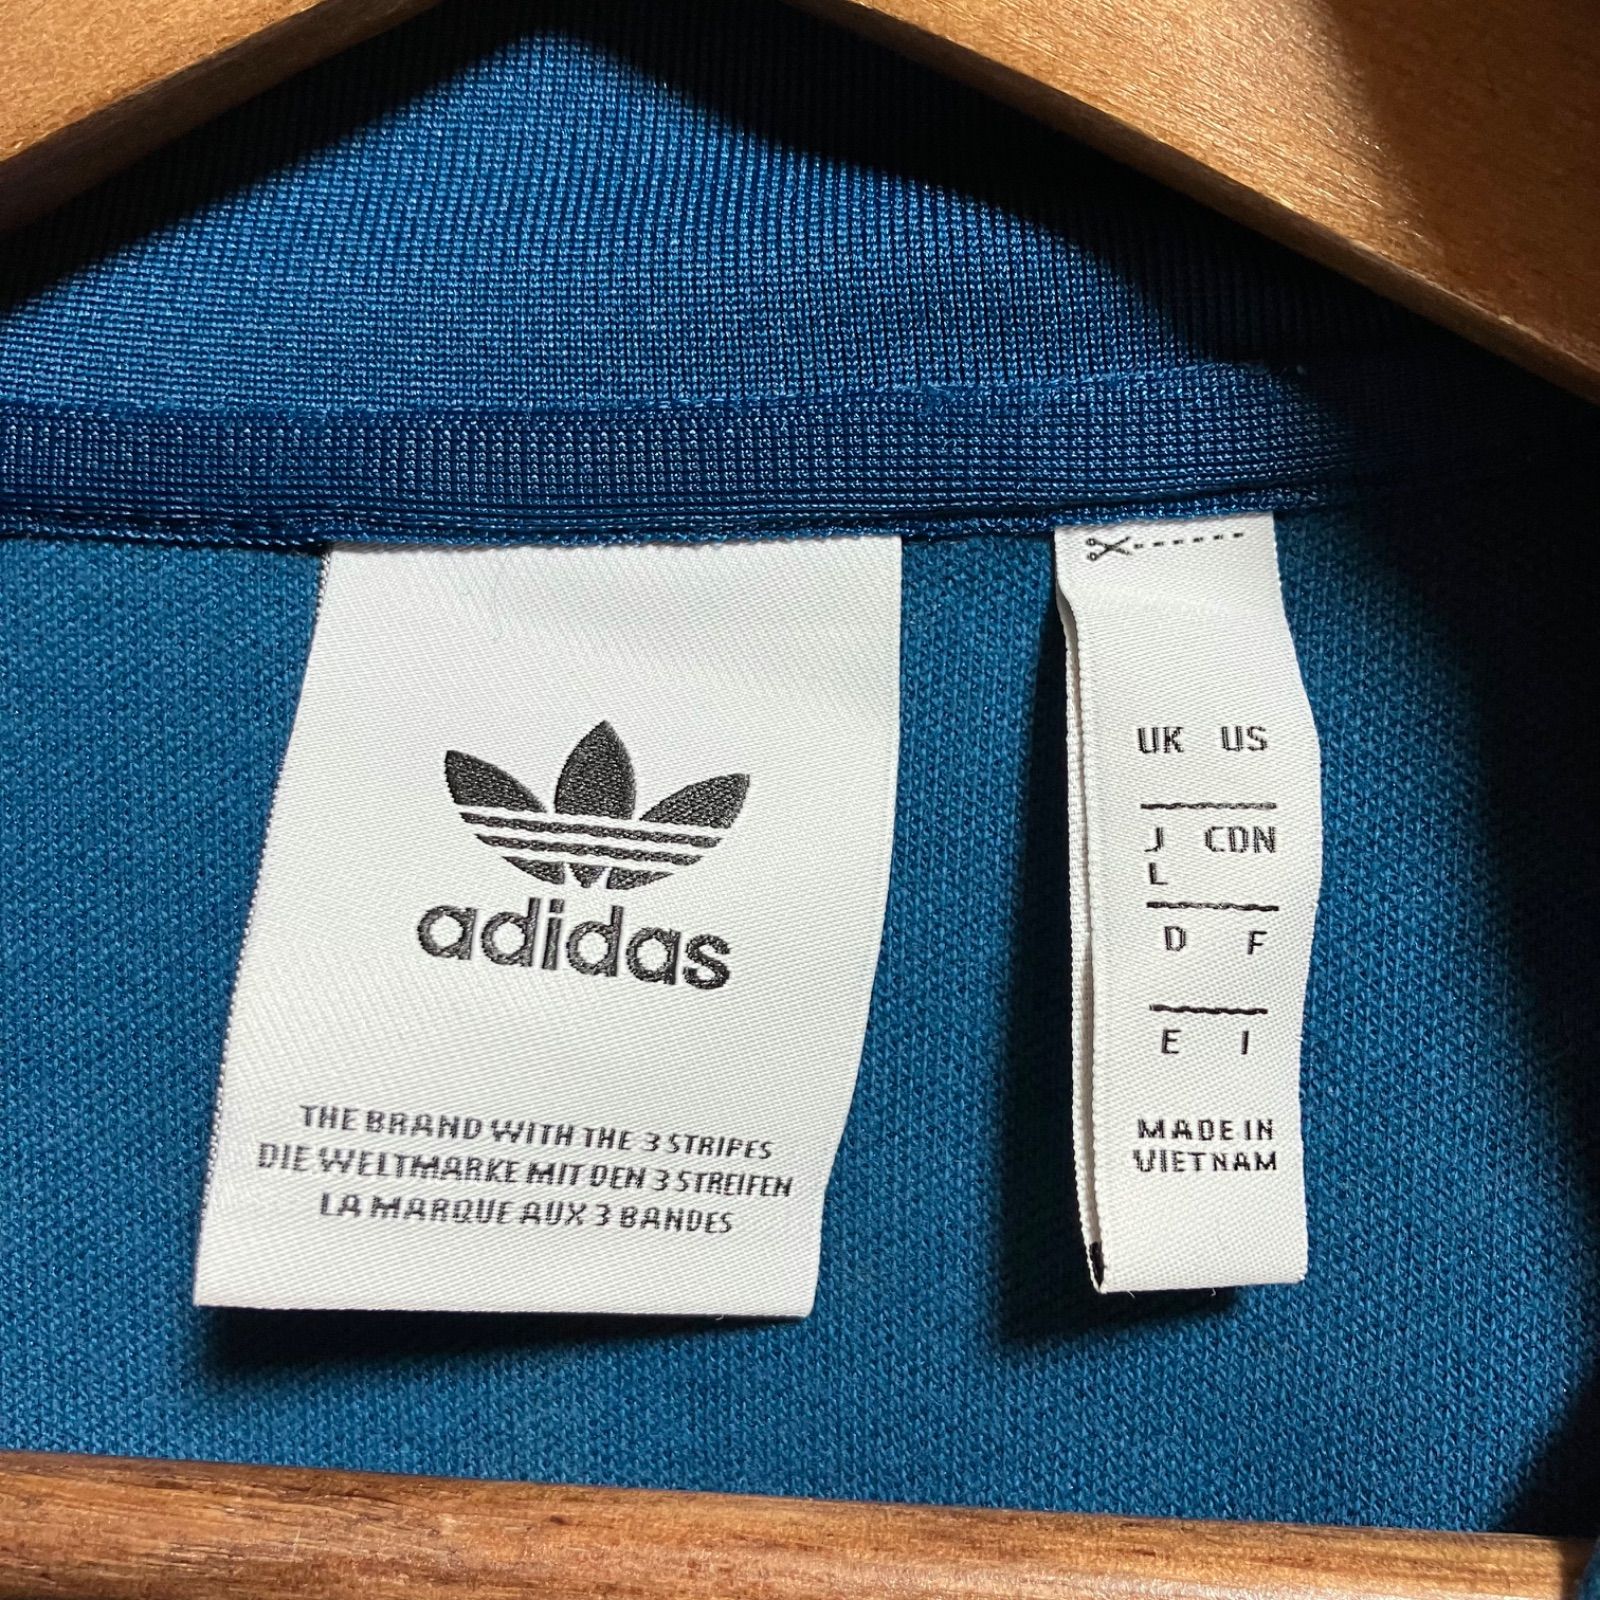 adidas
THE BRAND WITH THE 3 STRIPES
DIE WELTMARKE MIT DEN 3 STREIFEN
LA MARQUE AUX 3 BANDES
UK US
J CDN
L
D F
E I
MADE IN
VIETNAM